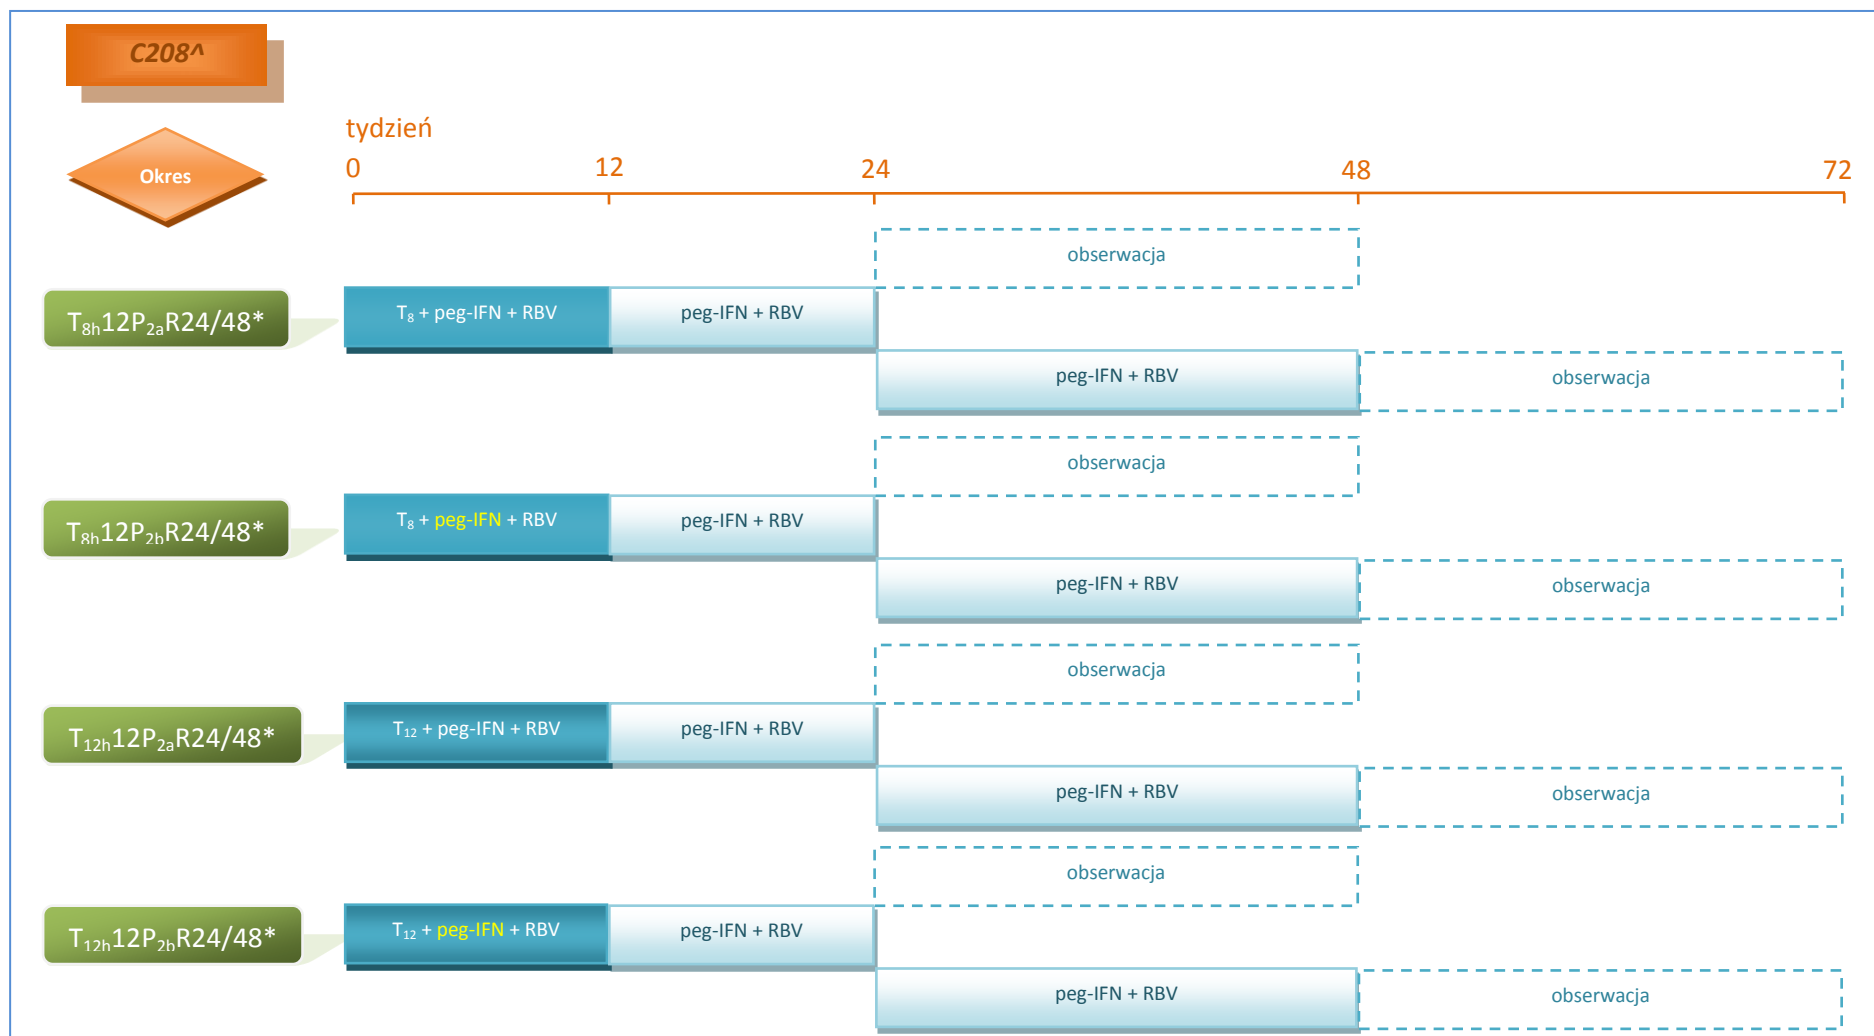 C208^
tydzień
Okres
0 12 24 48 72
obserwacja
T8h12P2aR24/48*
T8 + peg-IFN + RBV
peg-IFN + RBV
peg-IFN + RBV
obserwacja
obserwacja
T8h12P2bR24/48*
T8 + peg-IFN + RBV
peg-IFN + RBV
peg-IFN + RBV
obserwacja
obserwacja
T12h12P2aR24/48*
T12 + peg-IFN + RBV
peg-IFN + RBV
peg-IFN + RBV
obserwacja
obserwacja
T12h12P2bR24/48*
T12 + peg-IFN + RBV
peg-IFN + RBV
peg-IFN + RBV
obserwacja